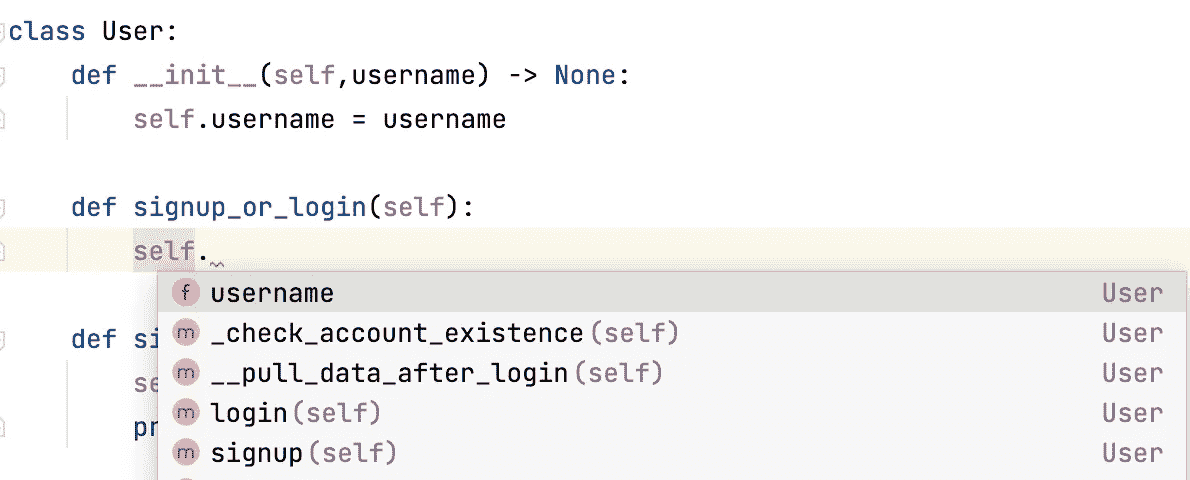 class User:
def __init__(self,username) -> None:
self.username = username
def signup_or_login(self):
self.
f username User
m _check_account_existence(self) User
m __pull_data_after_login(self) User
m login(self) User
m signup(self) User
def si
se
pr